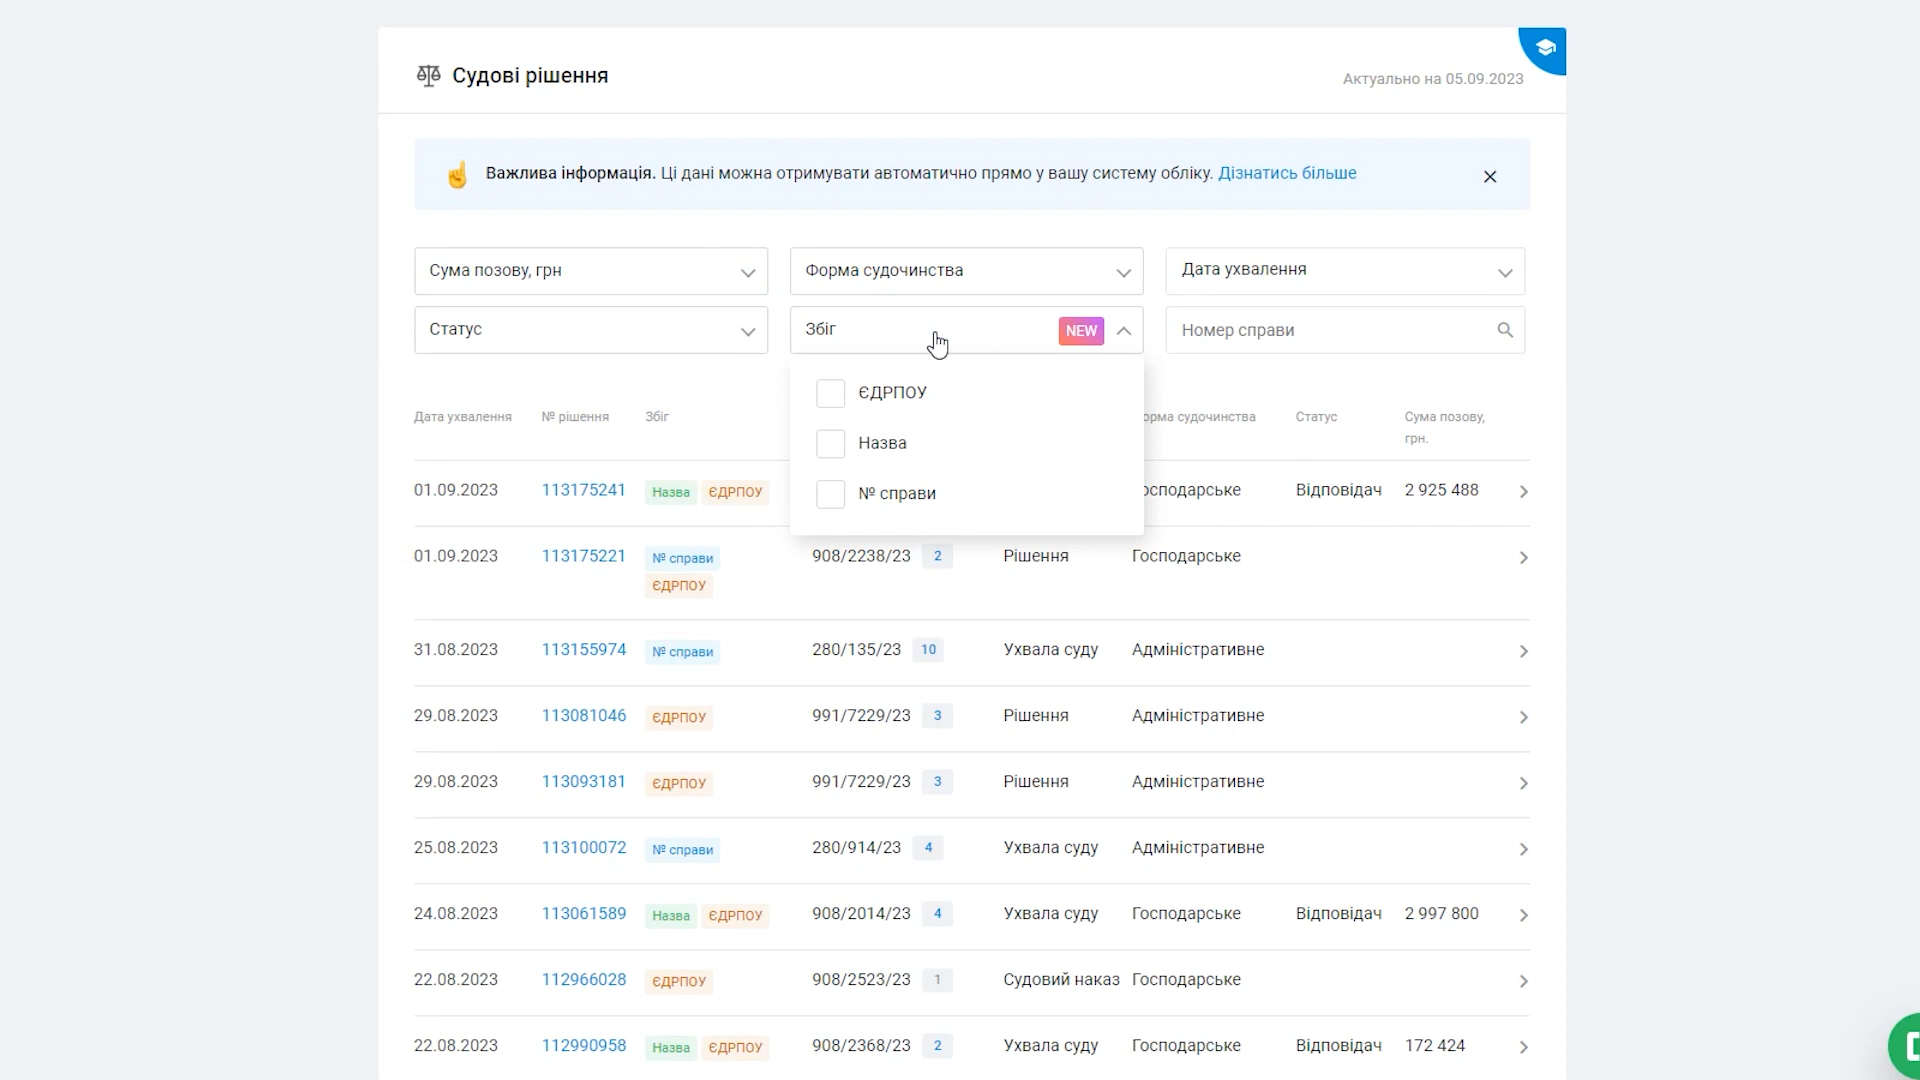 Судові рішення
Актуально на 05.09.2023
Важлива інформація. Ці дані можна отримувати автоматично прямо у вашу систему обліку. Дізнатись більше
Сума позову, грн
Форма судочинства
Дата ухвалення
Статус
Збіг
NEW
Номер справи
ЄДРПОУ
Назва
№ справи
Дата ухвалення № рішення Збіг орма судочинства Статус Сума позову,
грн.
01.09.2023 113175241 Назва ЄДРПОУ осподарське Відповідач 2 925 488
01.09.2023 113175221 № справи 908/2238/23 2 Рішення Господарське
ЄДРПОУ
31.08.2023 113155974 № справи 280/135/23 10 Ухвала суду Адміністративне
29.08.2023 113081046 ЄДРПОУ 991/7229/23 3 Рішення Адміністративне
29.08.2023 113093181 ЄДРПОУ 991/7229/23 3 Рішення Адміністративне
25.08.2023 113100072 № справи 280/914/23 4 Ухвала суду Адміністративне
24.08.2023 113061589 Назва ЄДРПОУ 908/2014/23 4 Ухвала суду Господарське Відповідач 2 997 800
22.08.2023 112966028 ЄДРПОУ 908/2523/23 1 Судовий наказ Господарське
22.08.2023 112990958 Назва ЄДРПОУ 908/2368/23 2 Ухвала суду Господарське Відповідач 172 424